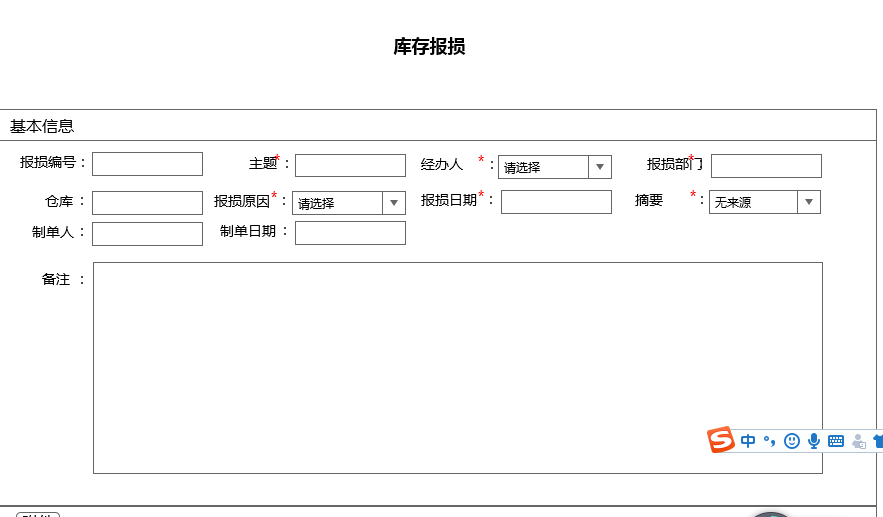 库存报损
基本信息
报损编号： 主题*： 经办人 *： 请选择 报损部门*
仓库 ： 报损原因*： 请选择 报损日期*： 摘要 *： 无来源
制单人 ： 制单日期 ：
备注 ：
S 中